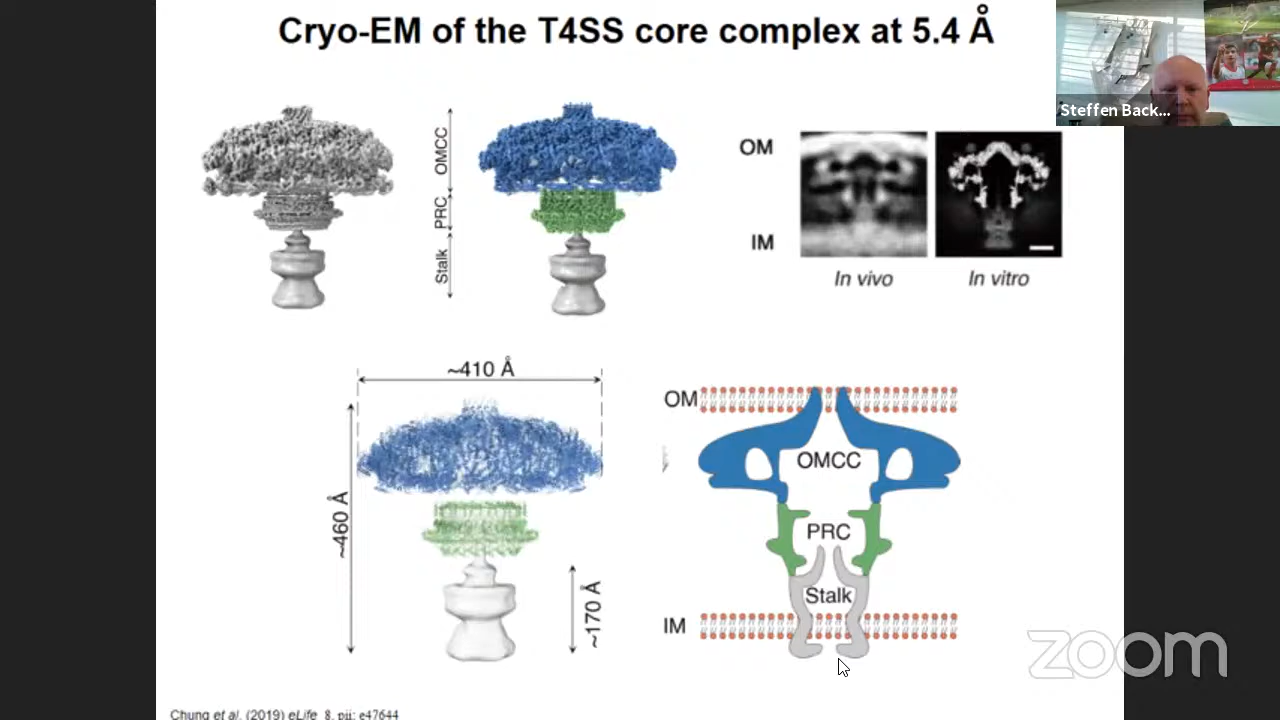 Cryo-EM of the T4SS core complex at 5.4 Å
Steffen Back...
OMCC
PRC
Stalk
OM
IM
In vivo
In vitro
~410 Å
~460 Å
~170 Å
OM
OMCC
PRC
Stalk
IM
zoom
Chung et al. (2019) eLife 8, pii: e47644